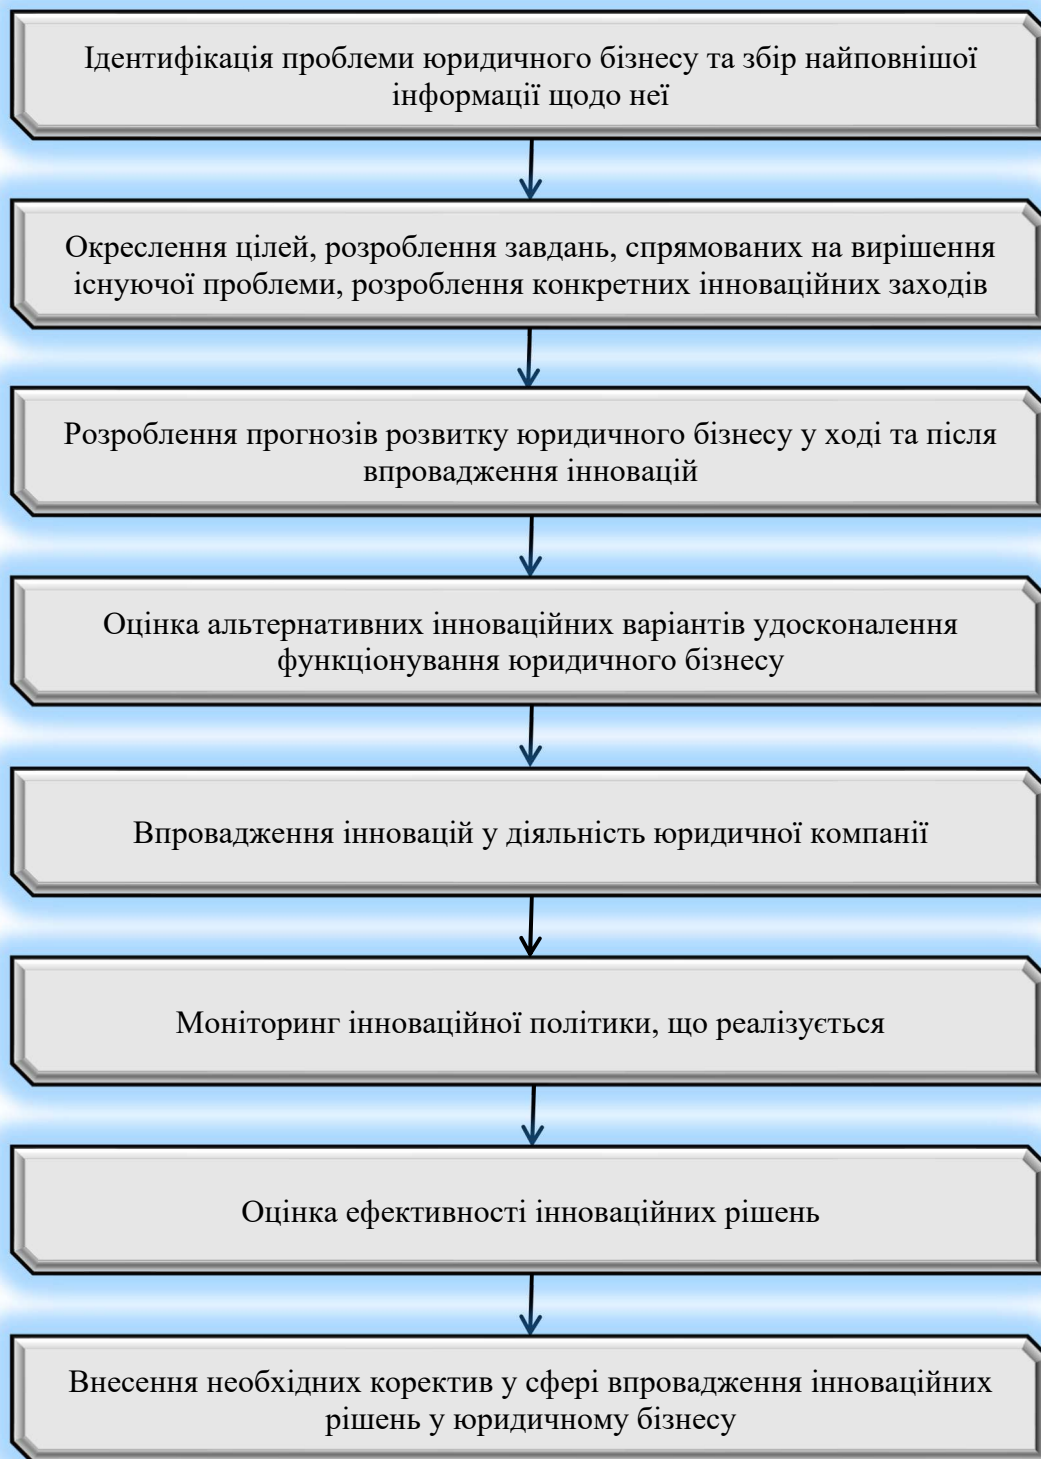 Ідентифікація проблеми юридичного бізнесу та збір найповнішої
інформації щодо неї
Окреслення цілей, розроблення завдань, спрямованих на вирішення
існуючої проблеми, розроблення конкретних інноваційних заходів
Розроблення прогнозів розвитку юридичного бізнесу у ході та після
впровадження інновацій
Оцінка альтернативних інноваційних варіантів удосконалення
функціонування юридичного бізнесу
Впровадження інновацій у діяльність юридичної компанії
Моніторинг інноваційної політики, що реалізується
Оцінка ефективності інноваційних рішень
Внесення необхідних коректив у сфері впровадження інноваційних
рішень у юридичному бізнесу